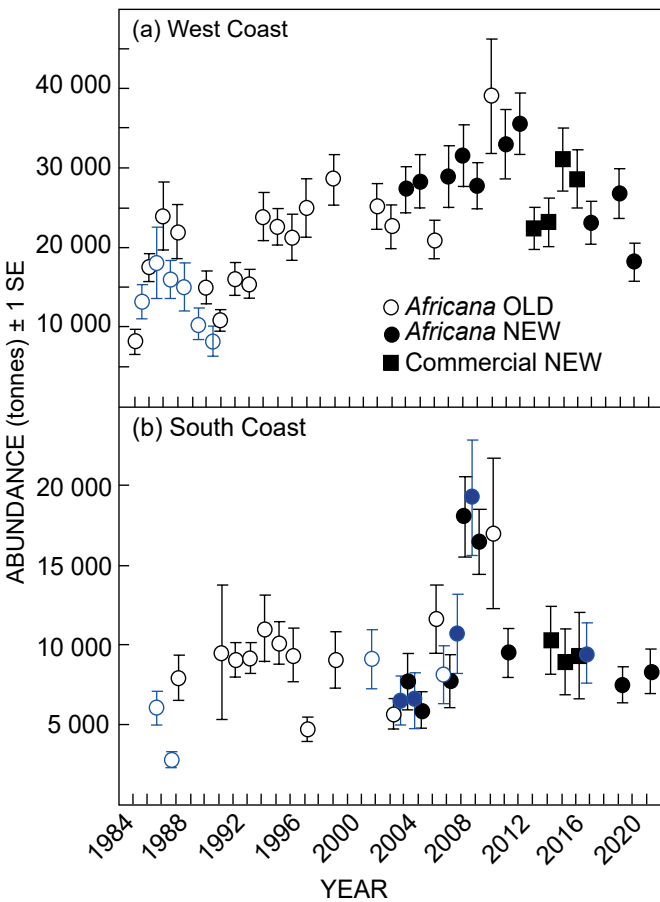 (a) West Coast
40 000
30 000
20 000
10 000
Africana OLD
Africana NEW
Commercial NEW
(b) South Coast
20 000
15 000
10 000
5 000
ABUNDANCE (tonnes) ± 1 SE
1984
1988
1992
1996
2000
2004
2008
2012
2016
2020
YEAR